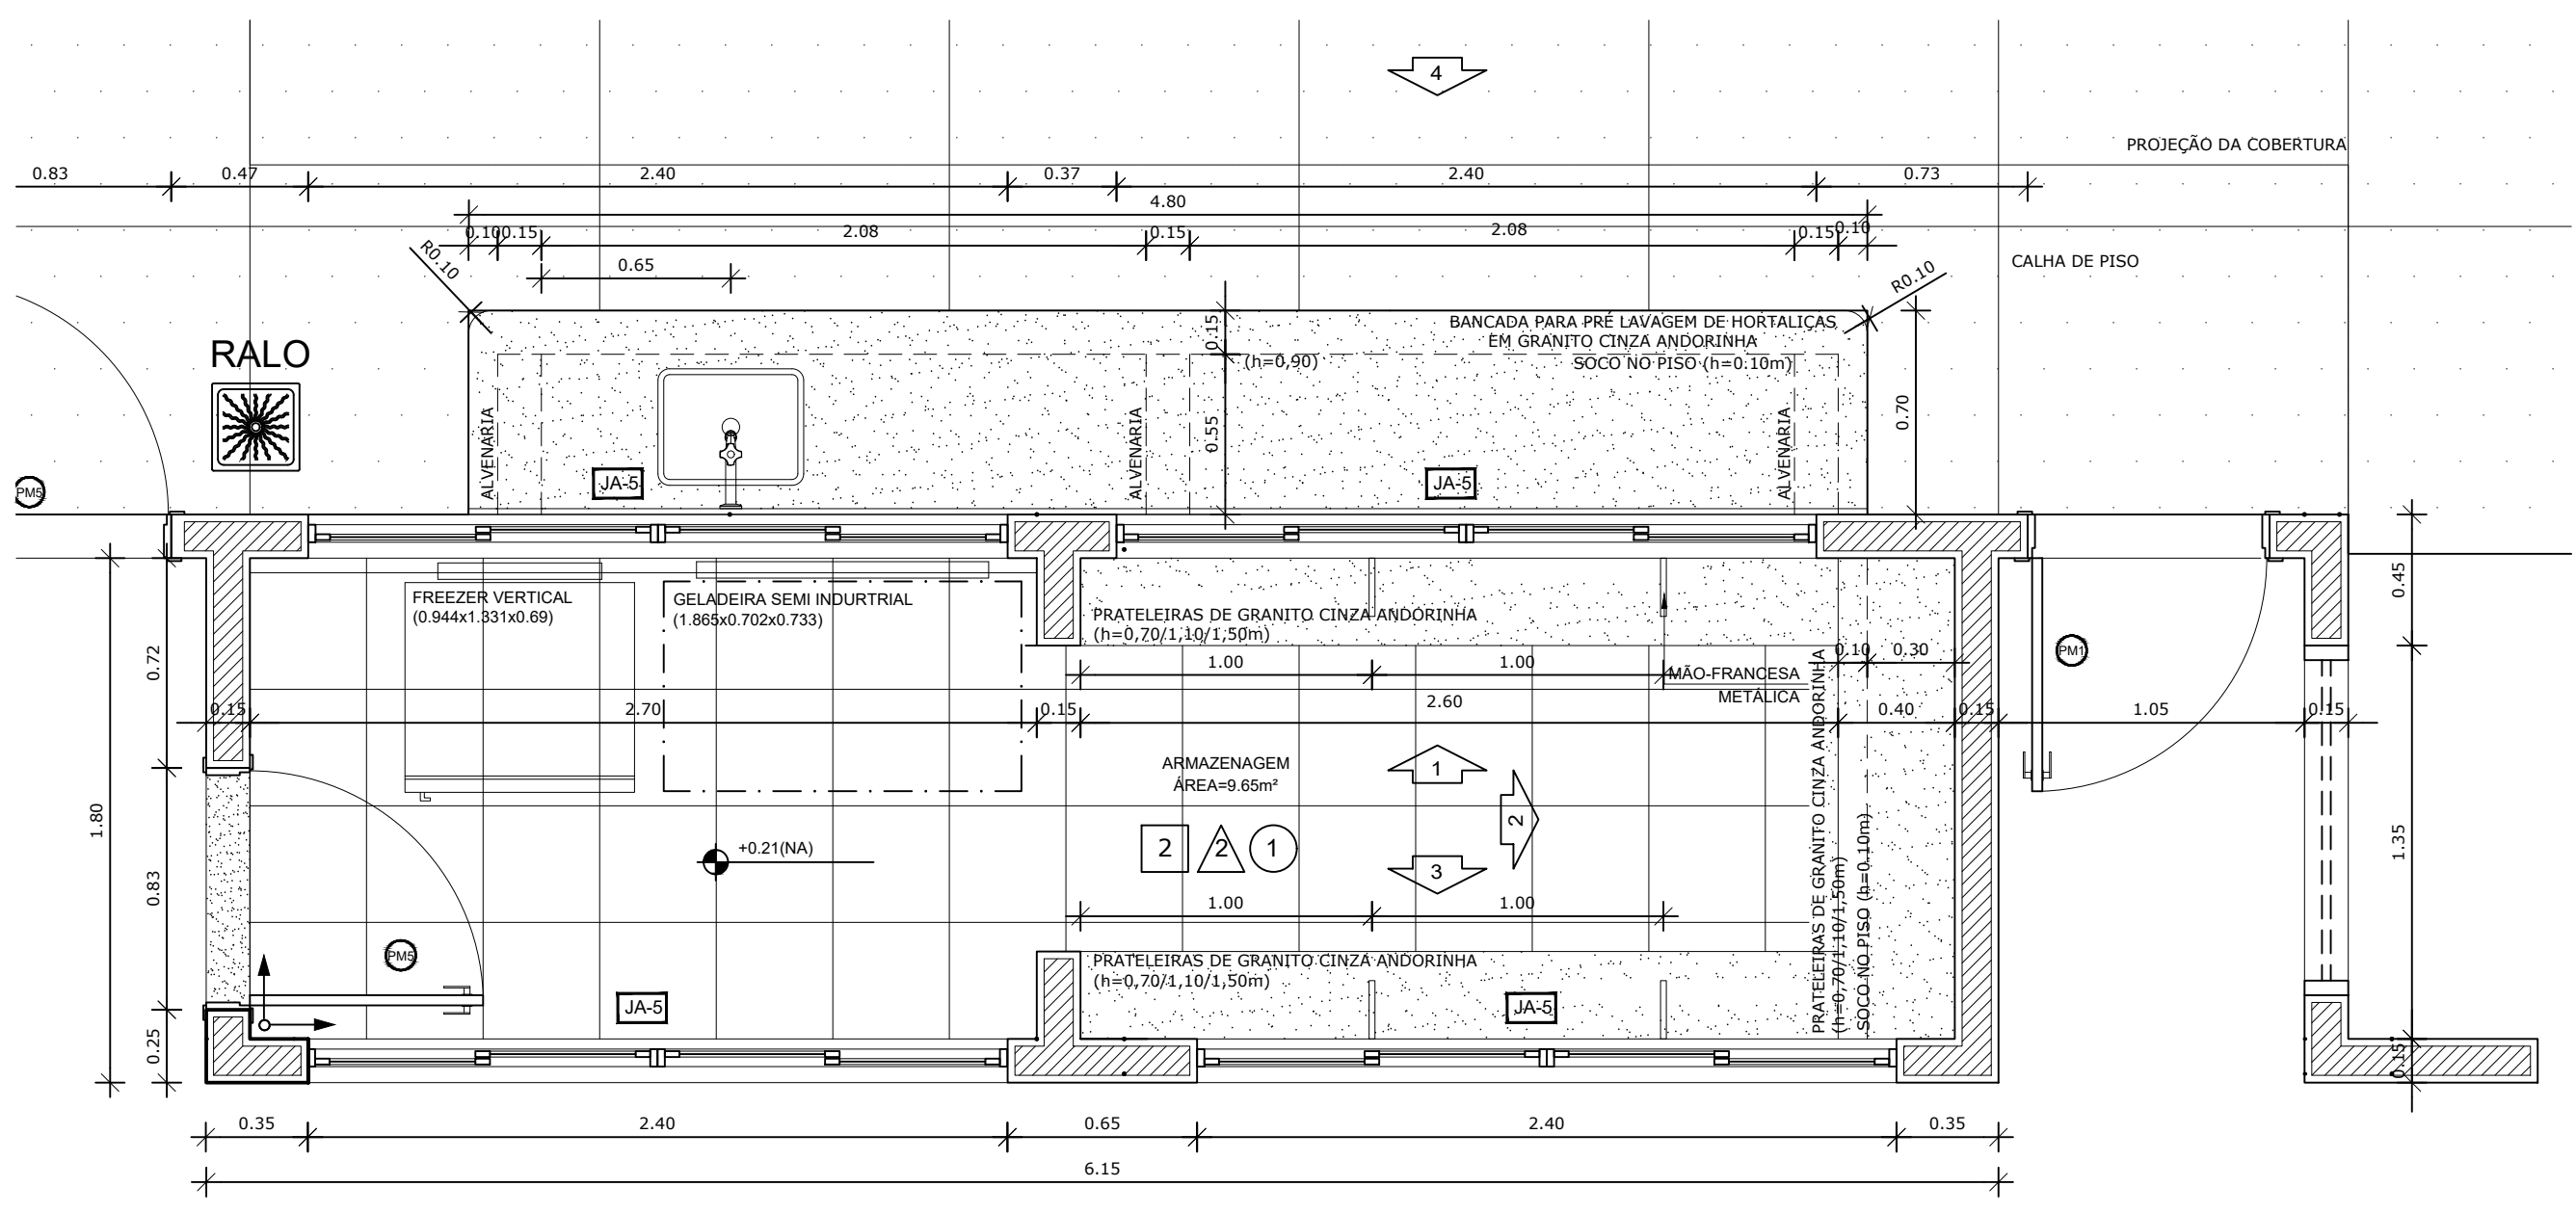 4
PROJEÇÃO DA COBERTURA
0.83
0.47
2.40
0.37
2.40
0.73
4.80
0.10
0.15
2.08
0.15
2.08
0.15
0.10
0.65
R0.10
R0.10
CALHA DE PISO
RALO
0.15
BANCADA PARA PRÉ LAVAGEM DE HORTALIÇAS
EM GRANITO CINZA ANDORINHA
(h=0,90)
SOCO NO PISO (h=0.10m)
0.70
0.55
ALVENARIA
ALVENARIA
ALVENARIA
JA-5
JA-5
PM5
FREEZER VERTICAL
(0.944x1.331x0.69)
GELADEIRA SEMI INDURTRIAL
(1.865x0.702x0.733)
PRATELEIRAS DE GRANITO CINZA ANDORINHA
(h=0,70/1,10/1,50m)
0.45
0.72
1.00
1.00
0.10
0.30
PM1
MÃO-FRANCESA
METÁLICA
0.15
2.70
0.15
2.60
0.40
0.15
1.05
0.15
ARMAZENAGEM
ÁREA=9.65m²
1
2
3
1.80
2
2
1
+0.21(NA)
1.35
0.83
1.00
1.00
PRATELEIRAS DE GRANITO CINZA ANDORINHA
(h=0,70/1,10/1,50m)
SOCO NO PISO (h=0.10m)
PM5
PRATELEIRAS DE GRANITO CINZA ANDORINHA
(h=0,70/1,10/1,50m)
JA-5
JA-5
0.25
0.15
0.35
2.40
0.65
2.40
0.35
6.15